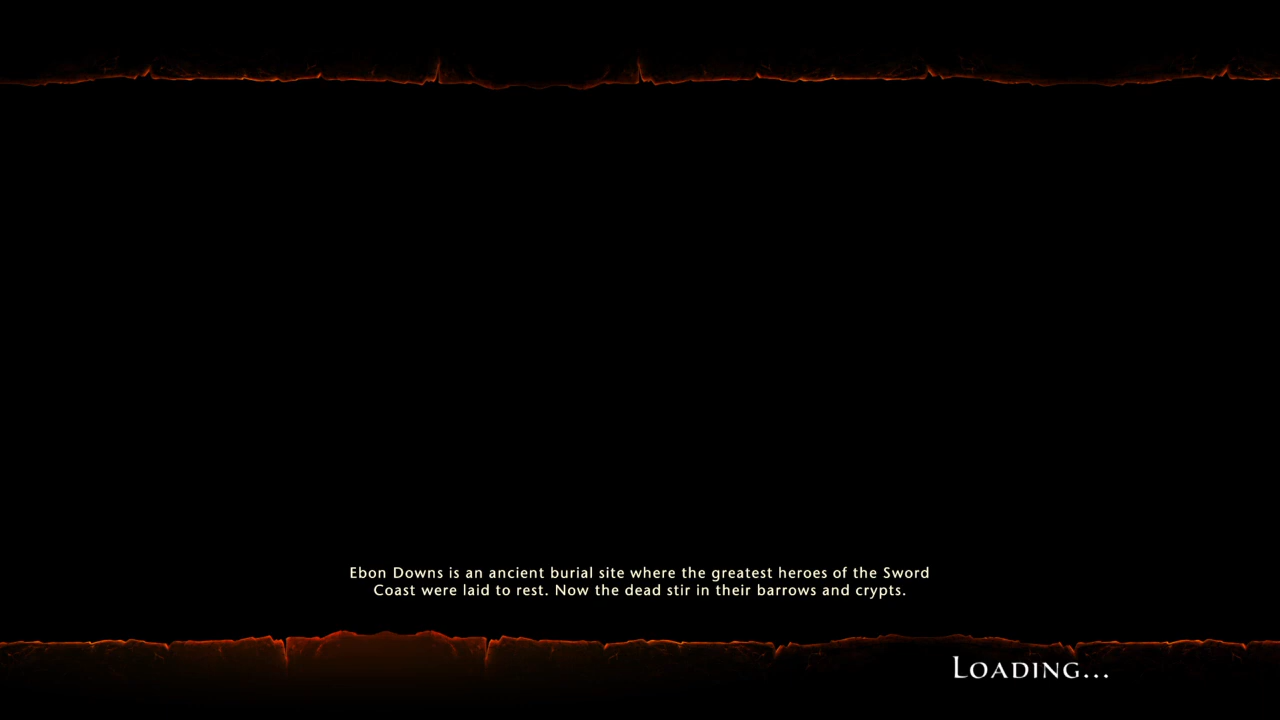 Ebon Downs is an ancient burial site where the greatest heroes of the Sword
Coast were laid to rest. Now the dead stir in their barrows and crypts.
Loading...